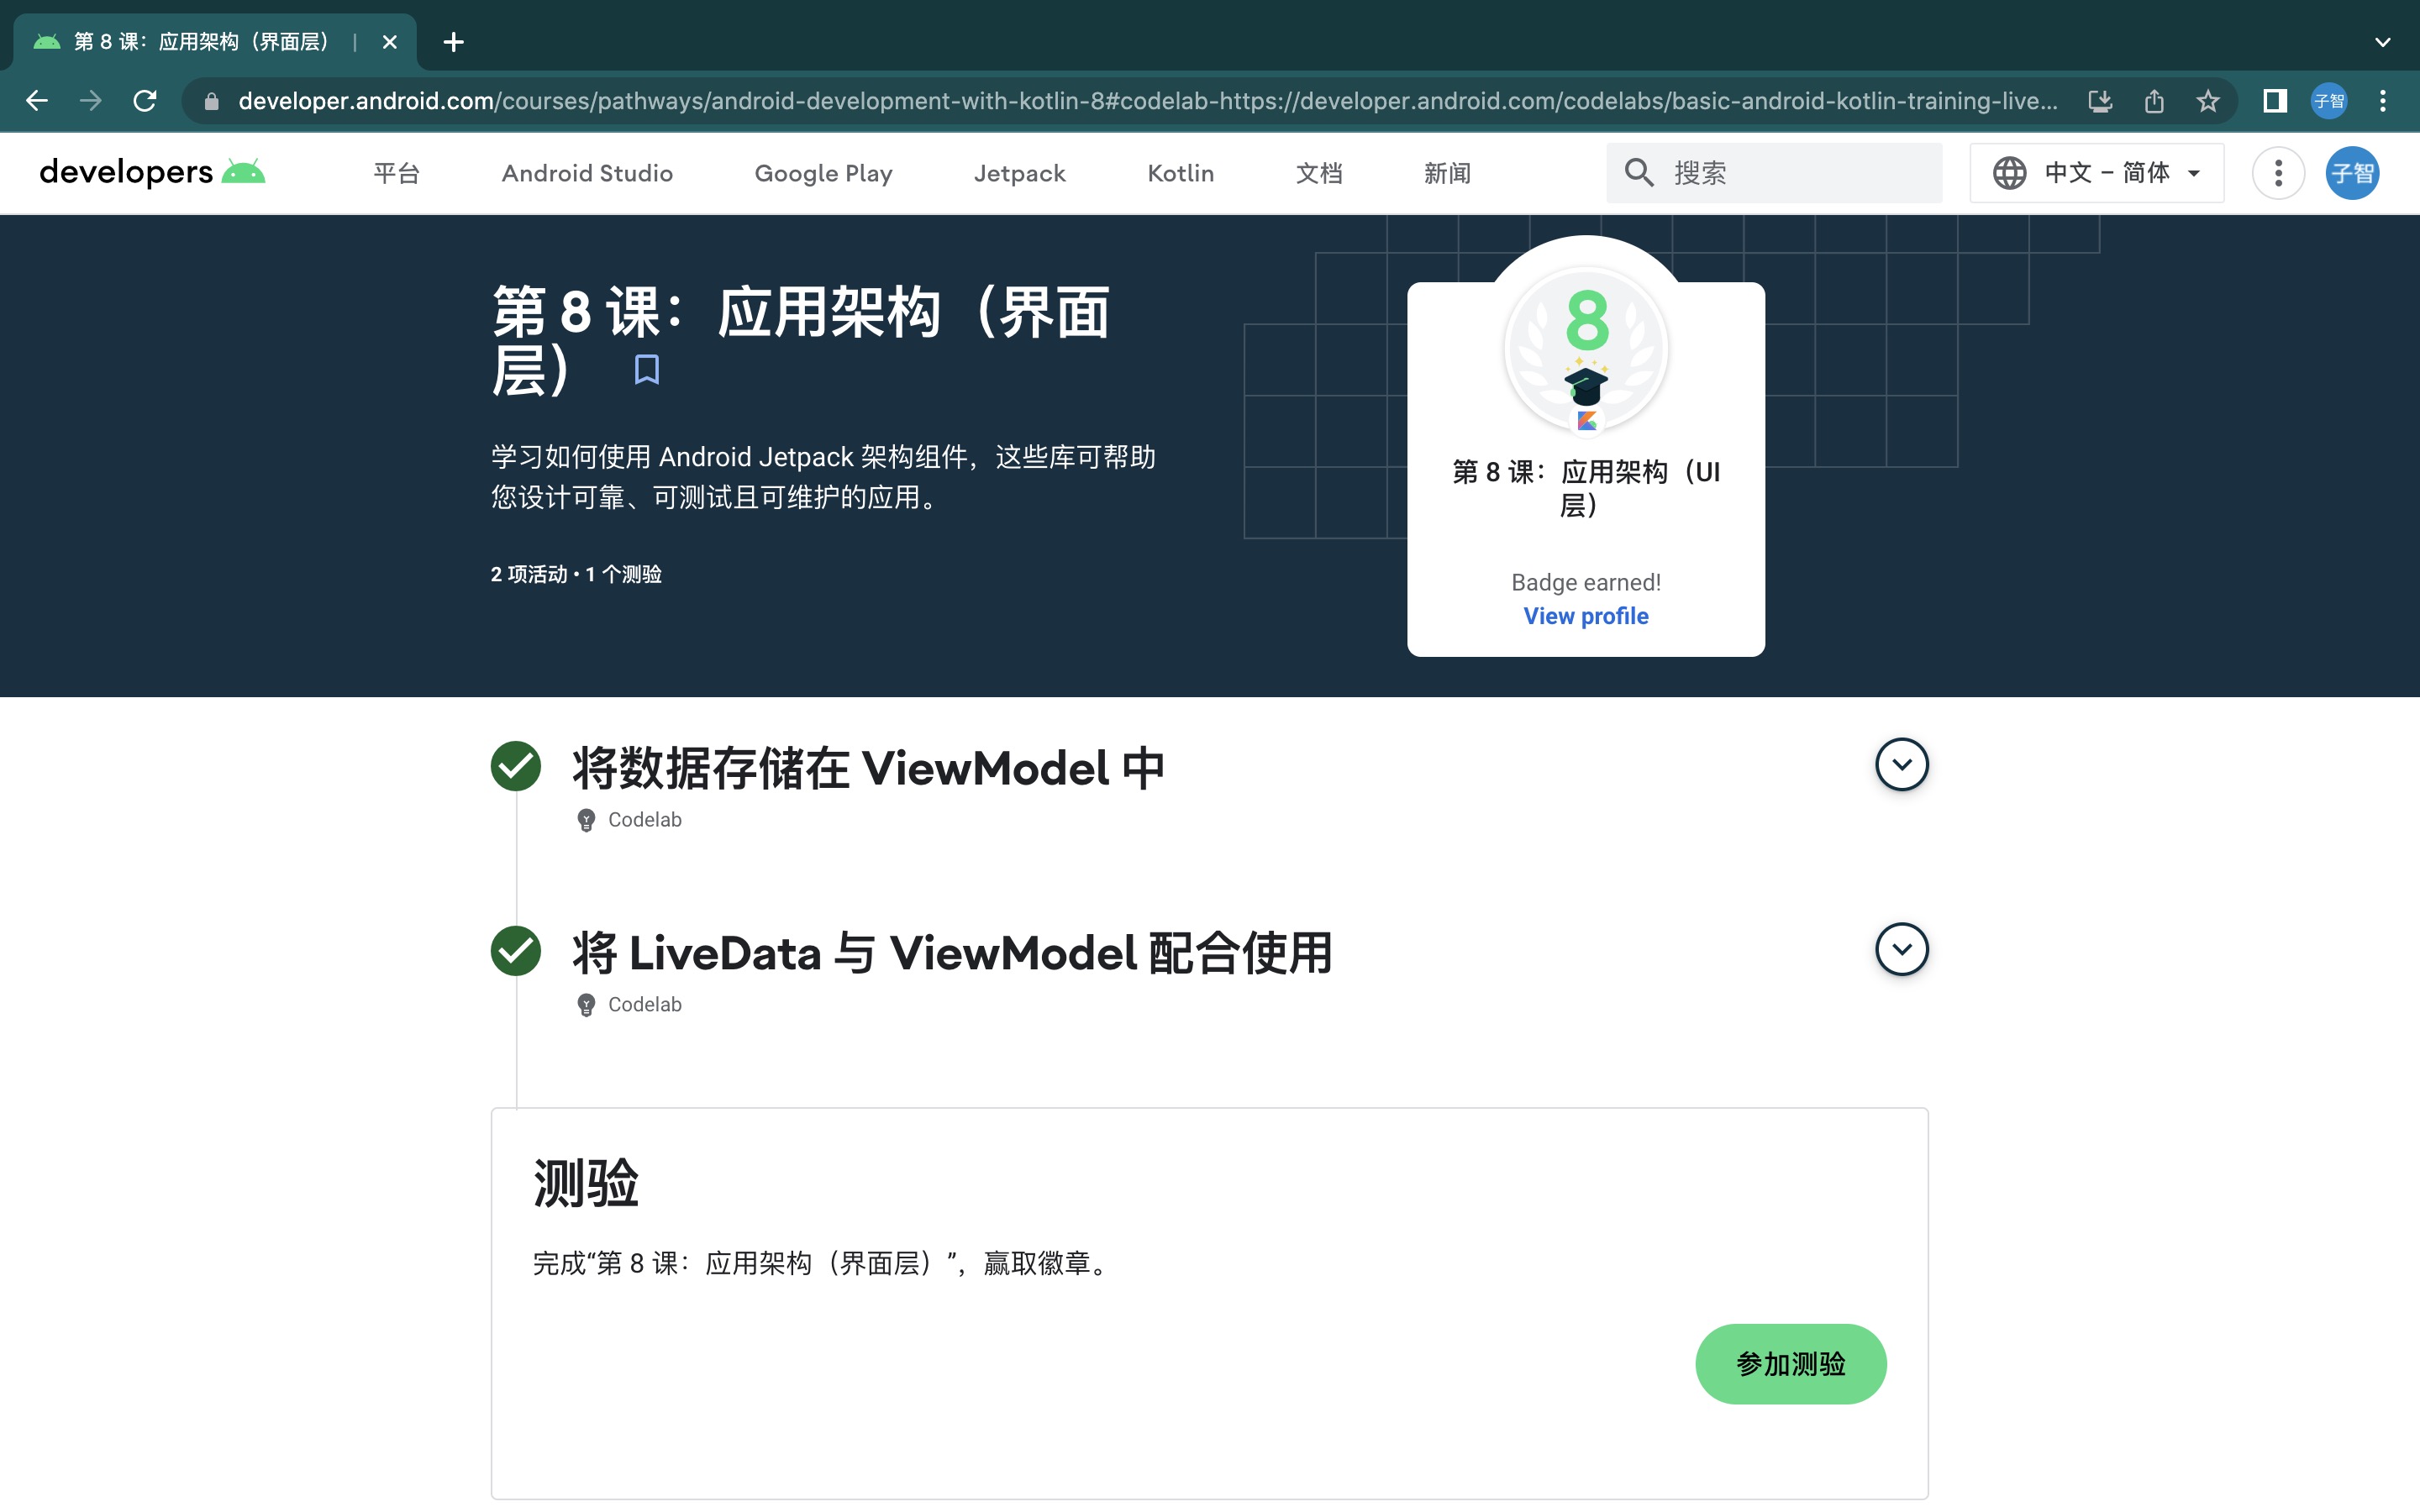 第 8 课：应用架构（界面层） |
developer.android.com/courses/pathways/android-development-with-kotlin-8#codelab-https://developer.android.com/codelabs/basic-android-kotlin-training-live...
子智
developers
平台
Android Studio
Google Play
Jetpack
Kotlin
文档
新闻
搜索
中文 – 简体
子智
第 8 课：应用架构（界面
层）
学习如何使用 Android Jetpack 架构组件，这些库可帮助
您设计可靠、可测试且可维护的应用。
2 项活动 • 1 个测验
8
第 8 课：应用架构（UI
层）
Badge earned!
View profile
将数据存储在 ViewModel 中
Codelab
将 LiveData 与 ViewModel 配合使用
Codelab
测验
完成“第 8 课：应用架构（界面层）”，赢取徽章。
参加测验